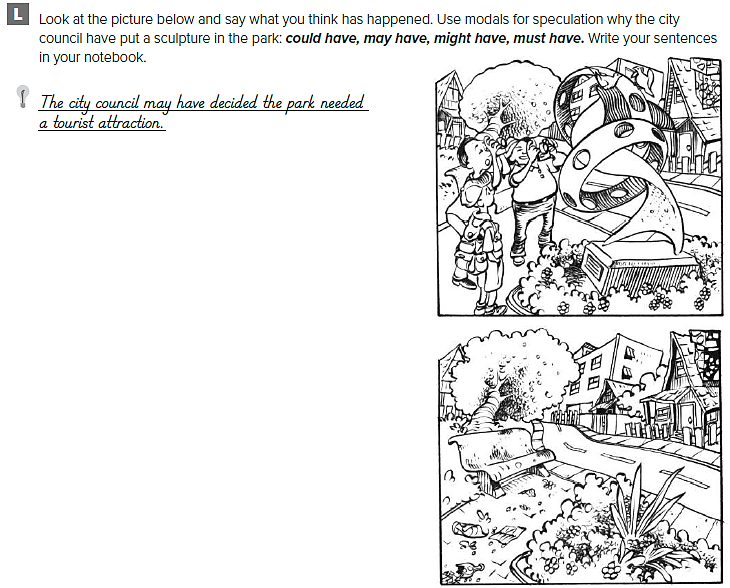 L Look at the picture below and say what you think has happened. Use modals for speculation why the city
council have put a sculpture in the park: could have, may have, might have, must have. Write your sentences
in your notebook.
The city council may have decided the park needed
a tourist attraction.